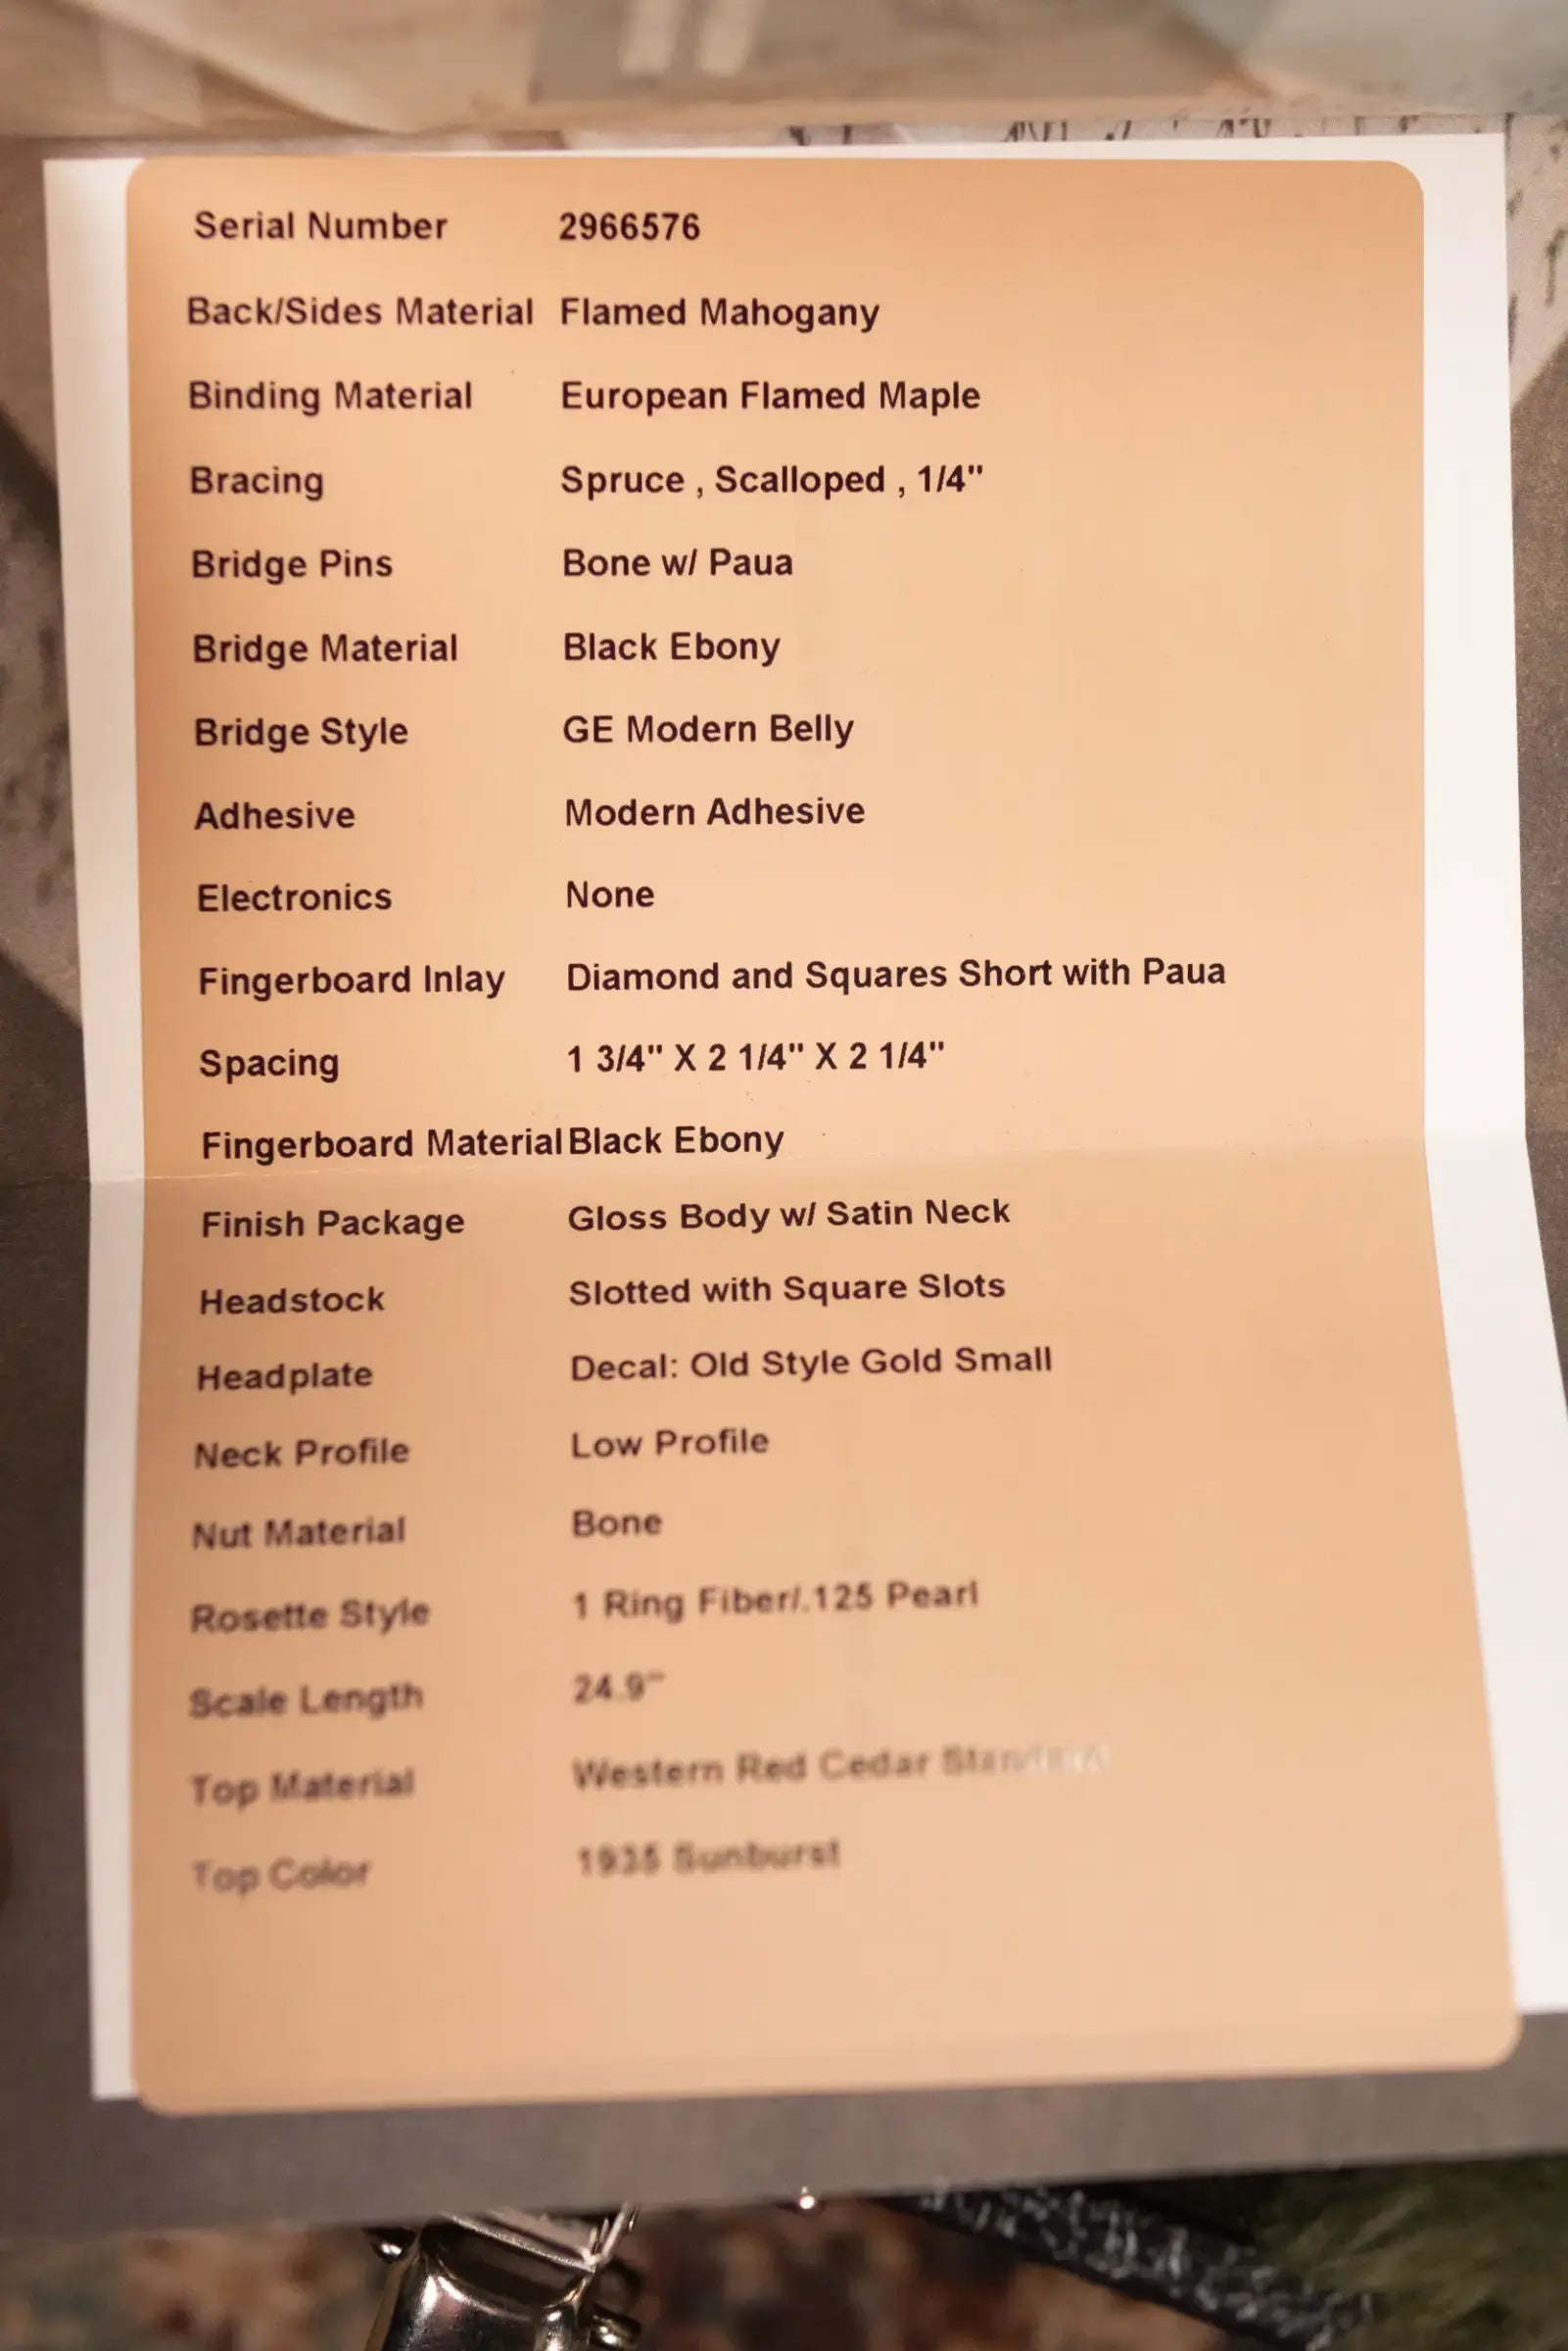 Serial Number 2966576
Back/Sides Material Flamed Mahogany
Binding Material European Flamed Maple
Bracing Spruce , Scalloped , 1/4"
Bridge Pins Bone w/ Paua
Bridge Material Black Ebony
Bridge Style GE Modern Belly
Adhesive Modern Adhesive
Electronics None
Fingerboard Inlay Diamond and Squares Short with Paua
Spacing 1 3/4" X 2 1/4" X 2 1/4"
Fingerboard Material Black Ebony
Finish Package Gloss Body w/ Satin Neck
Headstock Slotted with Square Slots
Headplate Decal: Old Style Gold Small
Neck Profile Low Profile
Nut Material Bone
Rosette Style 1 Ring Fiber/.125 Pearl
Scale Length 24.9"
Top Material Western Red Cedar Standard
Top Color 1935 Sunburst